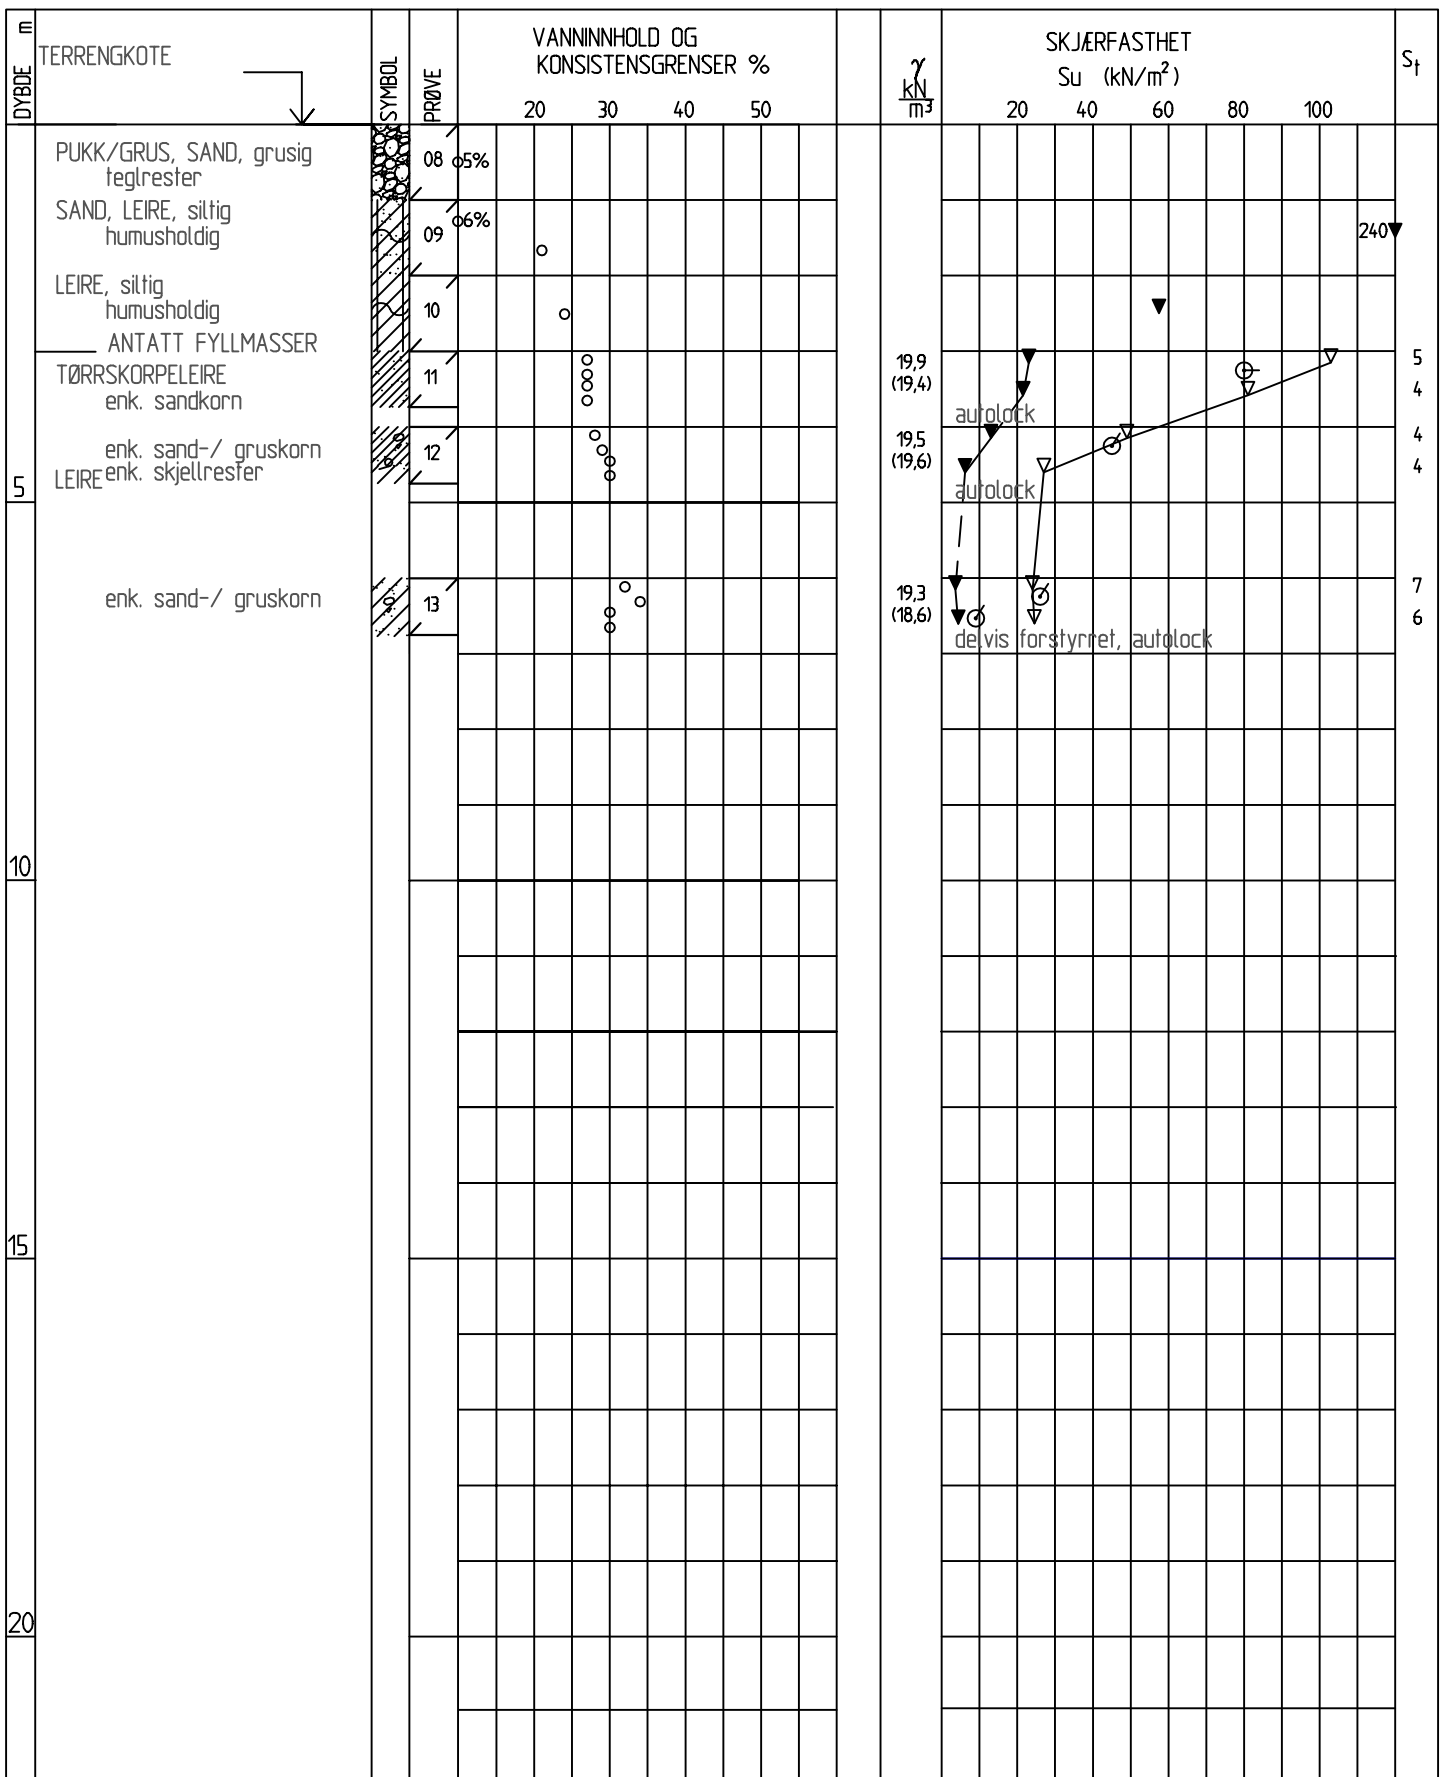 DYBDE m
TERRENGKOTE
SYMBOL
PRØVE
VANNINNHOLD OG
KONSISTENSGRENSER %
20 30 40 50
γ
kN
m³
SKJÆRFASTHET
Su (kN/m²)
20 40 60 80 100
St
PUKK/GRUS, SAND, grusig
teglrester
08
5%
SAND, LEIRE, siltig
humusholdig
09
6%
240
LEIRE, siltig
humusholdig
10
ANTATT FYLLMASSER
TØRRSKORPELEIRE
enk. sandkorn
11
19,9
(19,4)
autolock
5
4
enk. sand-/ gruskorn
enk. skjellrester
LEIRE
12
19,5
(19,6)
autolock
4
4
5
enk. sand-/ gruskorn
13
19,3
(18,6)
delvis forstyrret, autolock
7
6
10
15
20